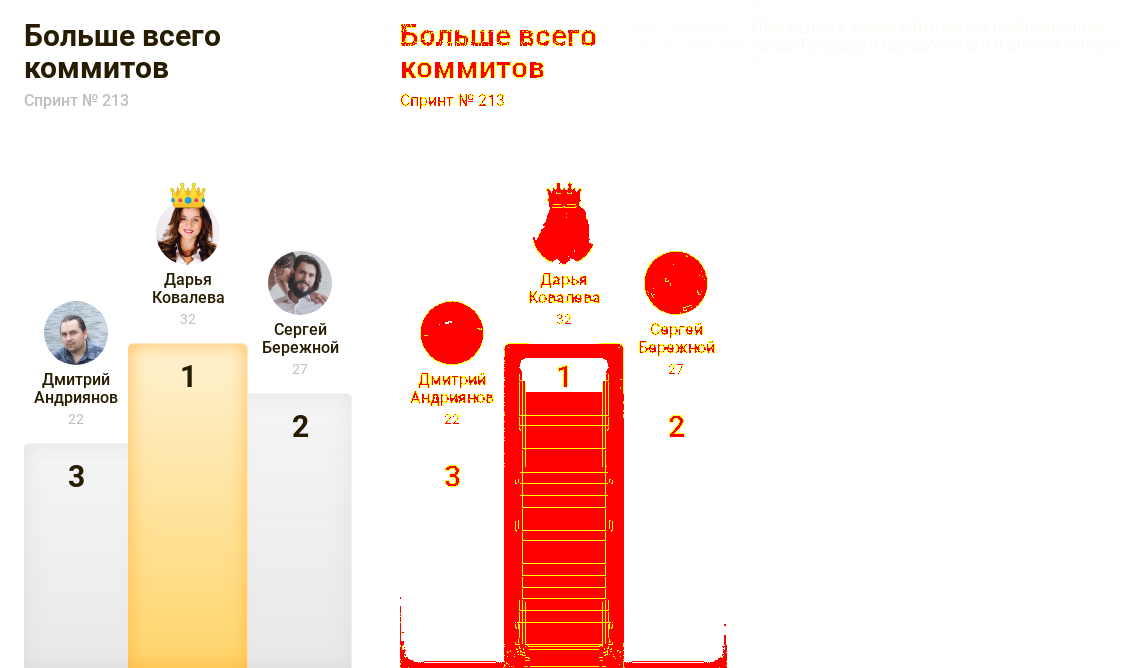 Больше всего
коммитов
Спринт № 213
Дарья
Ковалева
32
Сергей
Бережной
27
Дмитрий
Андриянов
22
1
2
3
Больше всего
коммитов
Спринт № 213
Дарья
Ковалева
32
Сергей
Бережной
27
Дмитрий
Андриянов
22
1
2
3